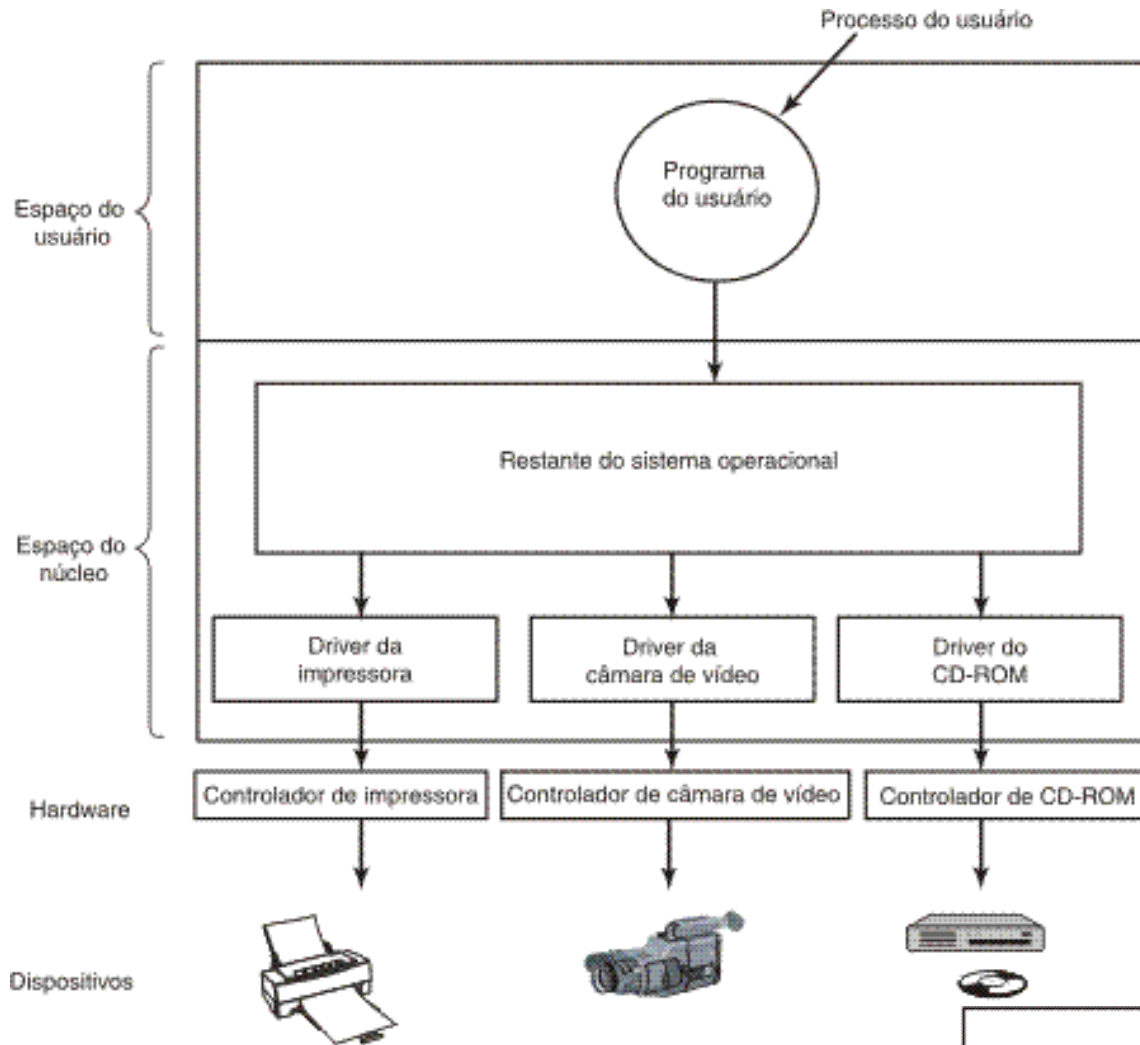 Processo do usuário
Programa
do usuário
Espaço do
usuário
Restante do sistema operacional
Espaço do
núcleo
Driver da
impressora
Driver da
câmara de vídeo
Driver do
CD-ROM
Hardware
Controlador de impressora
Controlador de câmara de vídeo
Controlador de CD-ROM
Dispositivos